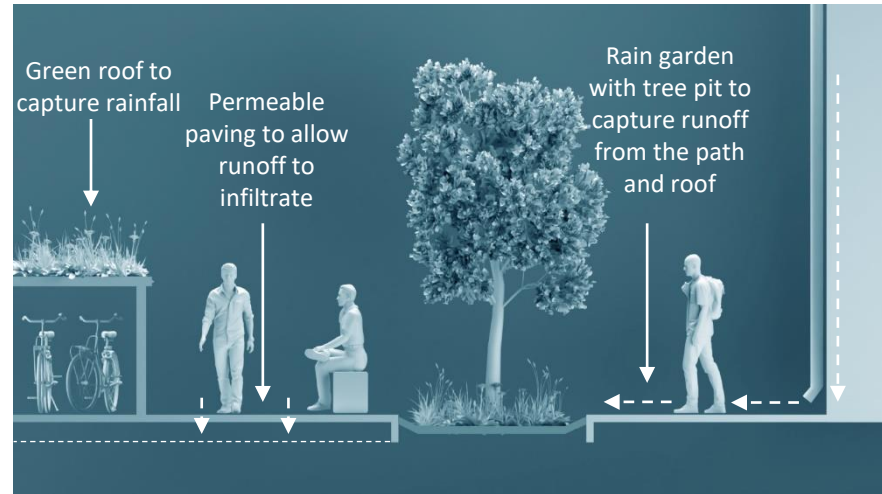 Green roof to
capture rainfall
Permeable
paving to allow
runoff to
infiltrate
Rain garden
with tree pit to
capture runoff
from the path
and roof